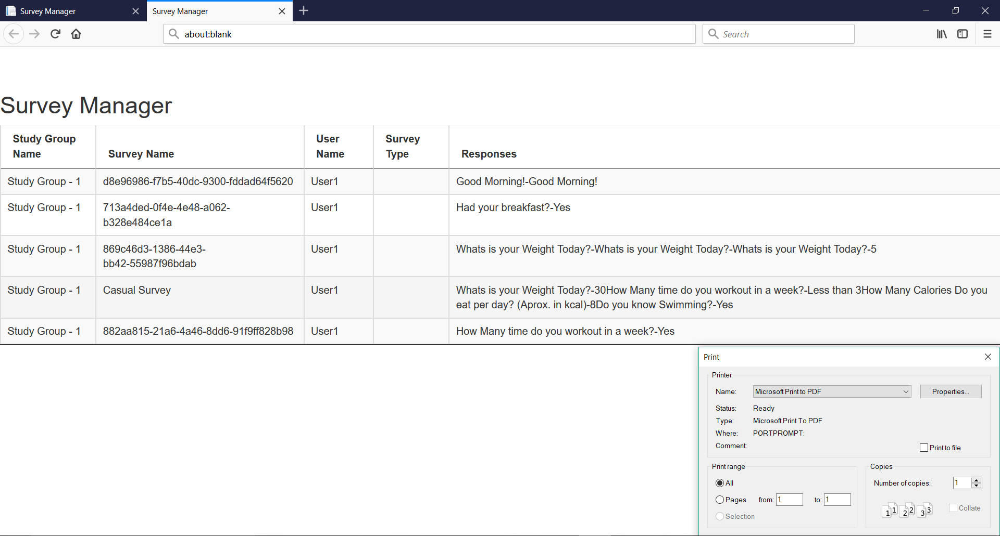 Survey Manager
Survey Manager
about:blank
Search
Survey Manager
Study Group
Name
Survey Name
User
Name
Survey
Type
Responses
Study Group - 1
d8e96986-f7b5-40dc-9300-fddad64f5620
User1
Good Morning!-Good Morning!
Study Group - 1
713a4ded-0f4e-4e48-a062-
b328e484ce1a
User1
Had your breakfast?-Yes
Study Group - 1
869c46d3-1386-44e3-
bb42-55987f96bdab
User1
Whats is your Weight Today?-Whats is your Weight Today?-Whats is your Weight Today?-5
Study Group - 1
Casual Survey
User1
Whats is your Weight Today?-30How Many time do you workout in a week?-Less than 3How Many Calories Do you
eat per day? (Aprox. in kcal)-8Do you know Swimming?-Yes
Study Group - 1
882aa815-21a6-4a46-8dd6-91f9ff828b98
User1
How Many time do you workout in a week?-Yes
Print
Printer
Name:
Microsoft Print to PDF
Properties...
Status:
Ready
Type:
Microsoft Print To PDF
Where:
PORTPROMPT:
Comment:
Print to file
Print range
All
Pages
from:
1
to:
1
Selection
Copies
Number of copies:
1
1 1 2 2 3 3
Collate